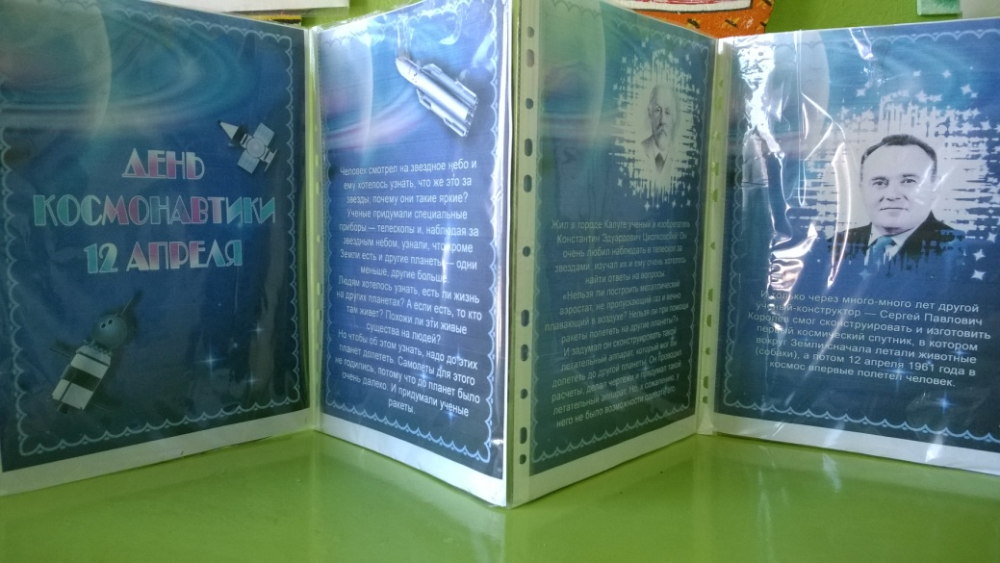 ДЕНЬ
КОСМОНАВТИКИ
12 АПРЕЛЯ
Человек смотрел на звездное небо и
ему хотелось узнать, что же это за
звезды, почему они такие яркие?
Ученые придумали специальные
приборы — телескопы и, наблюдая за
звездным небом, узнали, что кроме
Земли есть и другие планеты — одни
меньше, другие больше.
Людям хотелось узнать, есть ли жизнь
на других планетах? А если есть, то кто
там живет? Похожи ли эти живые
существа на людей?
Но чтобы об этом узнать, надо до этих
планет долететь. Самолеты для этого
не годились, потому что до планет было
очень далеко. И придумали ученые
ракеты.
Жил в городе Калуге ученый и изобретатель
Константин Эдуардович Циолковский. Он
очень любил наблюдать в телескоп за
звездами, изучал их и ему очень хотелось
найти ответы на вопросы
«Нельзя ли построить металлический
аэростат, не пропускающий газ и вечно
плавающий в воздухе? Нельзя ли при помощи
ракеты полететь на другие планеты?»
И задумал он сконструировать такой
летательный аппарат, который мог бы
долететь до другой планеты. Он проводил
расчеты, делал чертежи и придумал такой
летательный аппарат. Но, к сожалению, у
него не было возможности сделать его.
И только через много-много лет другой
ученый-конструктор — Сергей Павлович
Королев смог сконструировать и изготовить
первый космический спутник, в котором
вокруг Земли сначала летали животные
(собаки), а потом 12 апреля 1961 года в
космос впервые полетел человек.